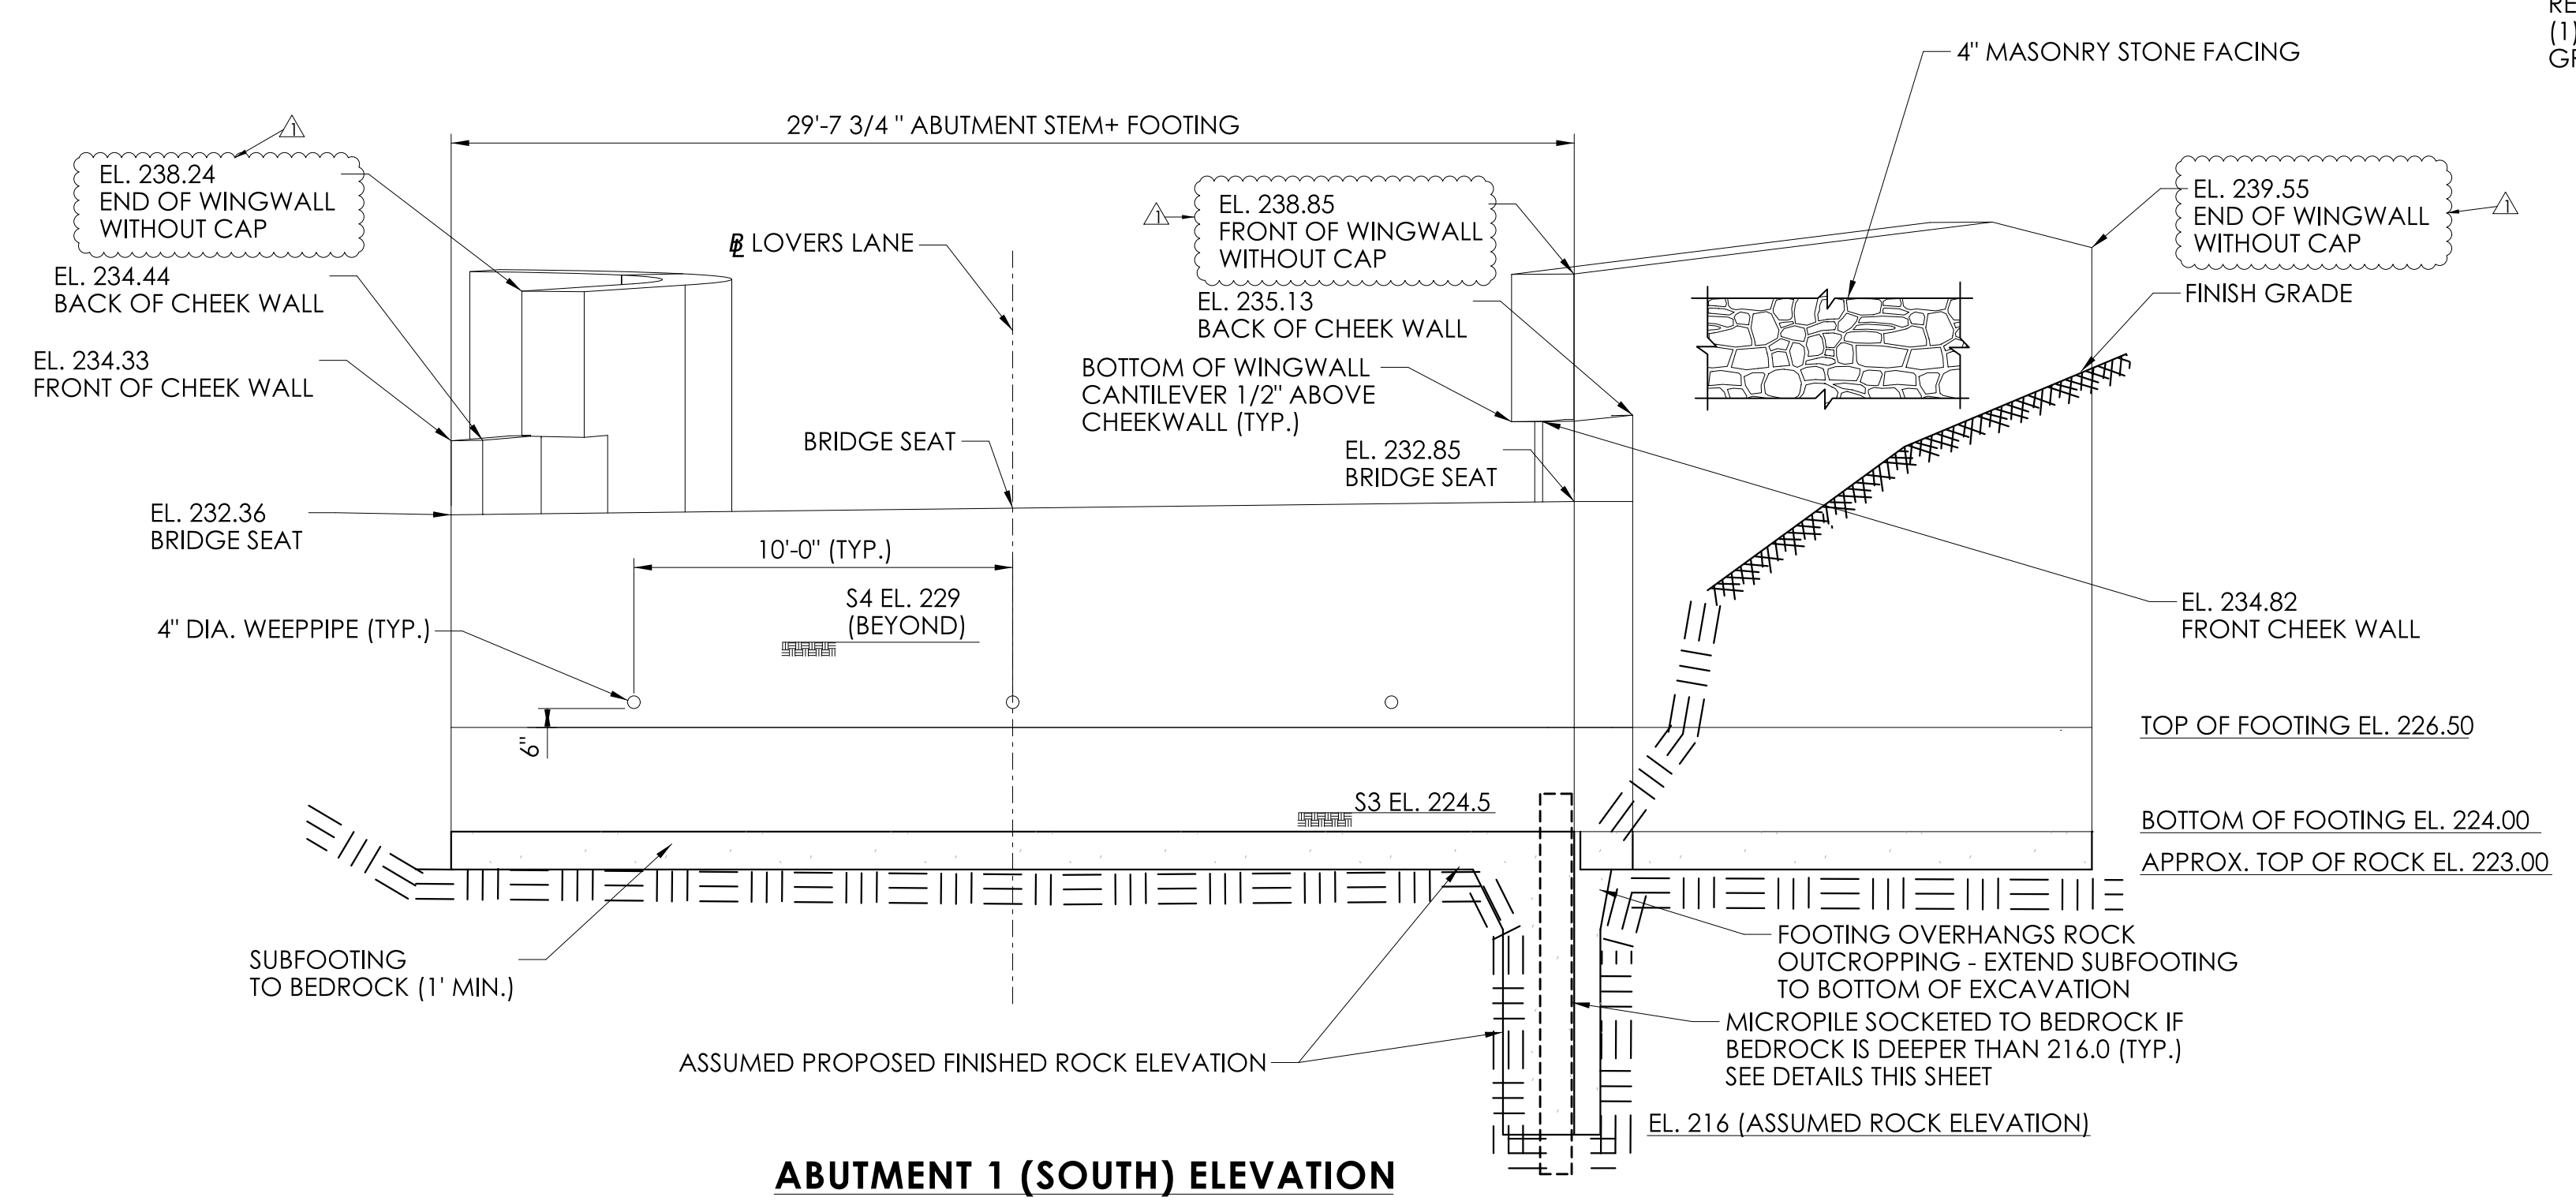 RE
(1)
GR
4" MASONRY STONE FACING
29'-7 3/4 " ABUTMENT STEM+ FOOTING
1
EL. 238.24
END OF WINGWALL
WITHOUT CAP
EL. 234.44
BACK OF CHEEK WALL
EL. 234.33
FRONT OF CHEEK WALL
EL. 232.36
BRIDGE SEAT
LOVERS LANE
BRIDGE SEAT
1
EL. 238.85
FRONT OF WINGWALL
WITHOUT CAP
EL. 235.13
BACK OF CHEEK WALL
BOTTOM OF WINGWALL
CANTILEVER 1/2" ABOVE
CHEEKWALL (TYP.)
EL. 232.85
BRIDGE SEAT
EL. 239.55
END OF WINGWALL
WITHOUT CAP
1
FINISH GRADE
10'-0" (TYP.)
S4 EL. 229
(BEYOND)
4" DIA. WEEPPIPE (TYP.)
6"
EL. 234.82
FRONT CHEEK WALL
TOP OF FOOTING EL. 226.50
S3 EL. 224.5
BOTTOM OF FOOTING EL. 224.00
APPROX. TOP OF ROCK EL. 223.00
SUBFOOTING
TO BEDROCK (1' MIN.)
FOOTING OVERHANGS ROCK
OUTCROPPING - EXTEND SUBFOOTING
TO BOTTOM OF EXCAVATION
MICROPILE SOCKETED TO BEDROCK IF
BEDROCK IS DEEPER THAN 216.0 (TYP.)
SEE DETAILS THIS SHEET
ASSUMED PROPOSED FINISHED ROCK ELEVATION
EL. 216 (ASSUMED ROCK ELEVATION)
ABUTMENT 1 (SOUTH) ELEVATION